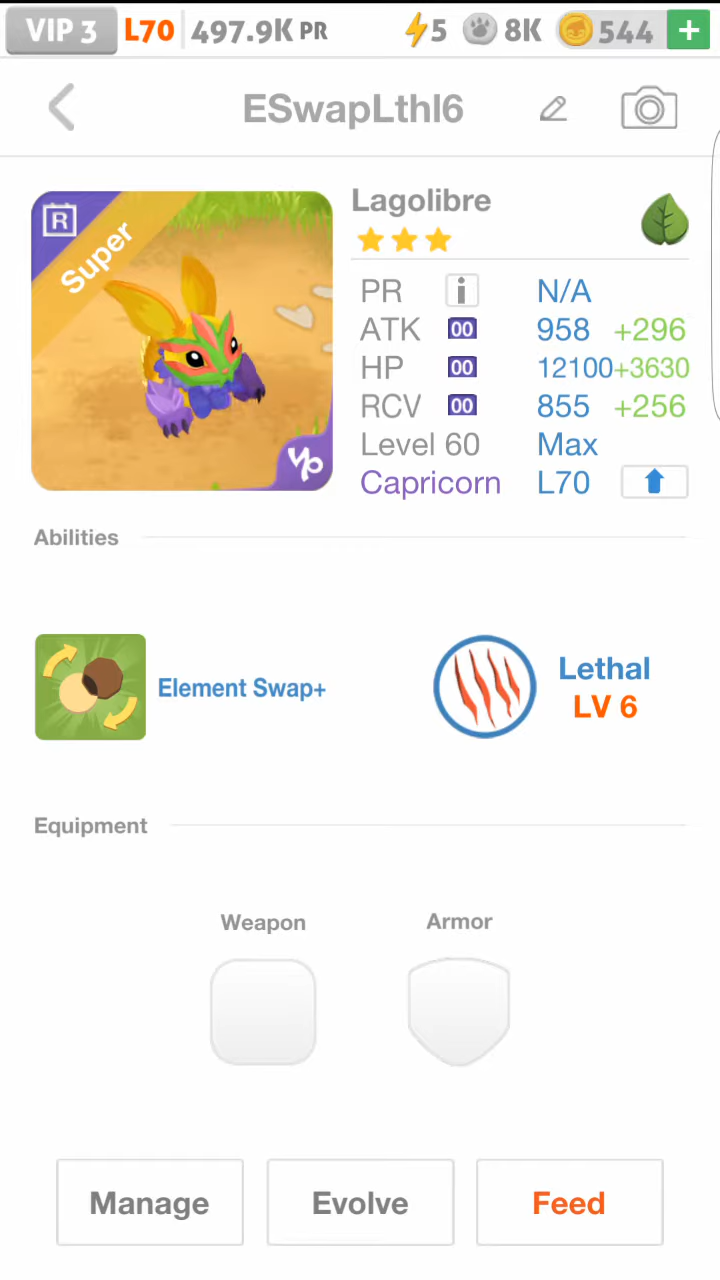 VIP 3 L70 497.9K PR 5 8K 544 +
ESwapLthl6
R
Super
Lagolibre
PR i N/A
ATK 00 958 +296
HP 00 12100+3630
RCV 00 855 +256
Level 60 Max
Capricorn L70
Abilities
Element Swap+
Lethal
LV 6
Equipment
Weapon Armor
Manage Evolve Feed